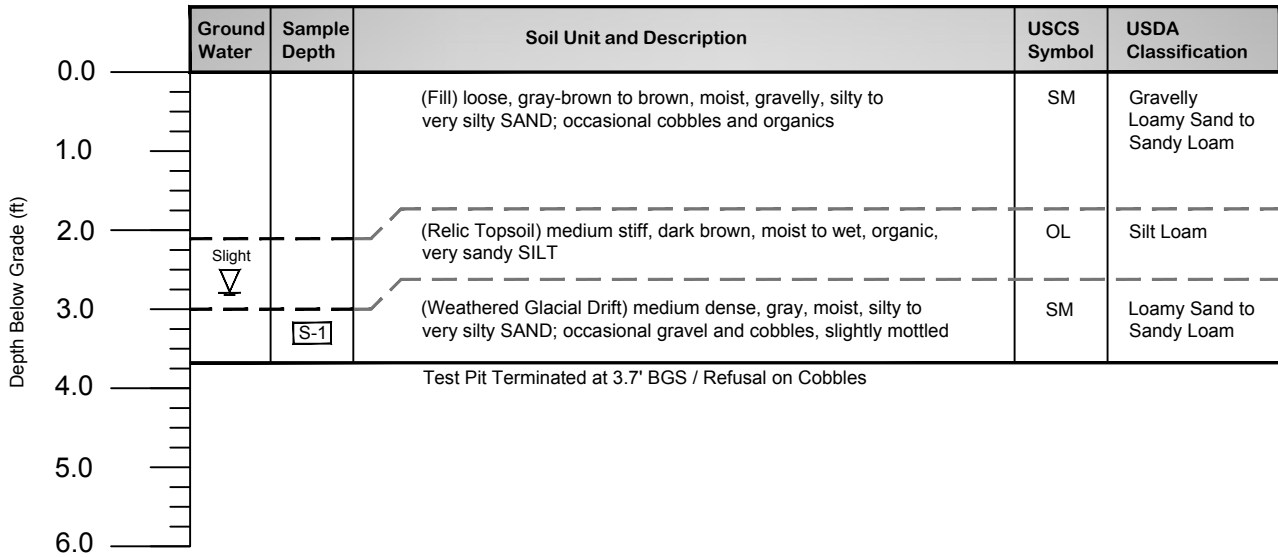 Ground Water
Sample Depth
Soil Unit and Description
USCS Symbol
USDA Classification
Depth Below Grade (ft)
0.0
(Fill) loose, gray-brown to brown, moist, gravelly, silty to
very silty SAND; occasional cobbles and organics
SM
Gravelly
Loamy Sand to
Sandy Loam
1.0
2.0
(Relic Topsoil) medium stiff, dark brown, moist to wet, organic,
very sandy SILT
OL
Silt Loam
Slight
3.0
(Weathered Glacial Drift) medium dense, gray, moist, silty to
very silty SAND; occasional gravel and cobbles, slightly mottled
SM
Loamy Sand to
Sandy Loam
S-1
Test Pit Terminated at 3.7' BGS / Refusal on Cobbles
4.0
5.0
6.0